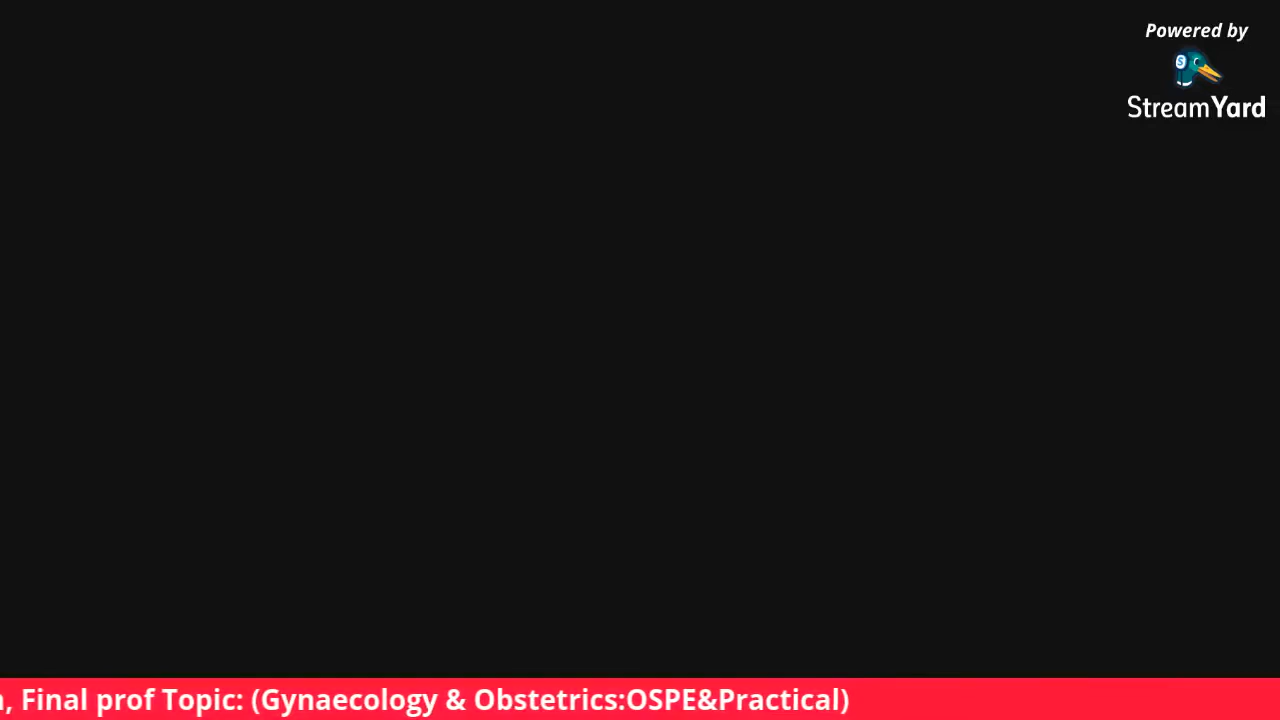 Powered by
StreamYard
, Final prof Topic: (Gynaecology & Obstetrics:OSPE&Practical)